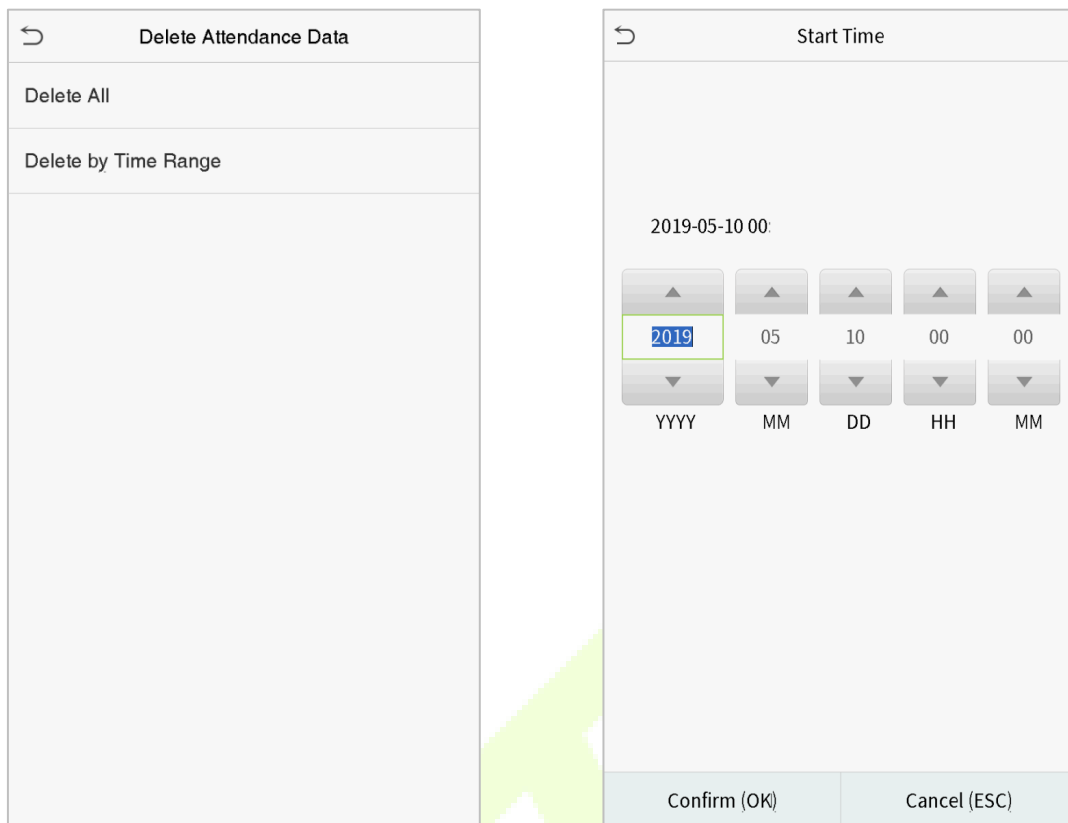 Delete Attendance Data
Delete All
Delete by Time Range
Start Time
2019-05-10 00:
2019 05 10 00 00
YYYY MM DD HH MM
Confirm (OK) Cancel (ESC)